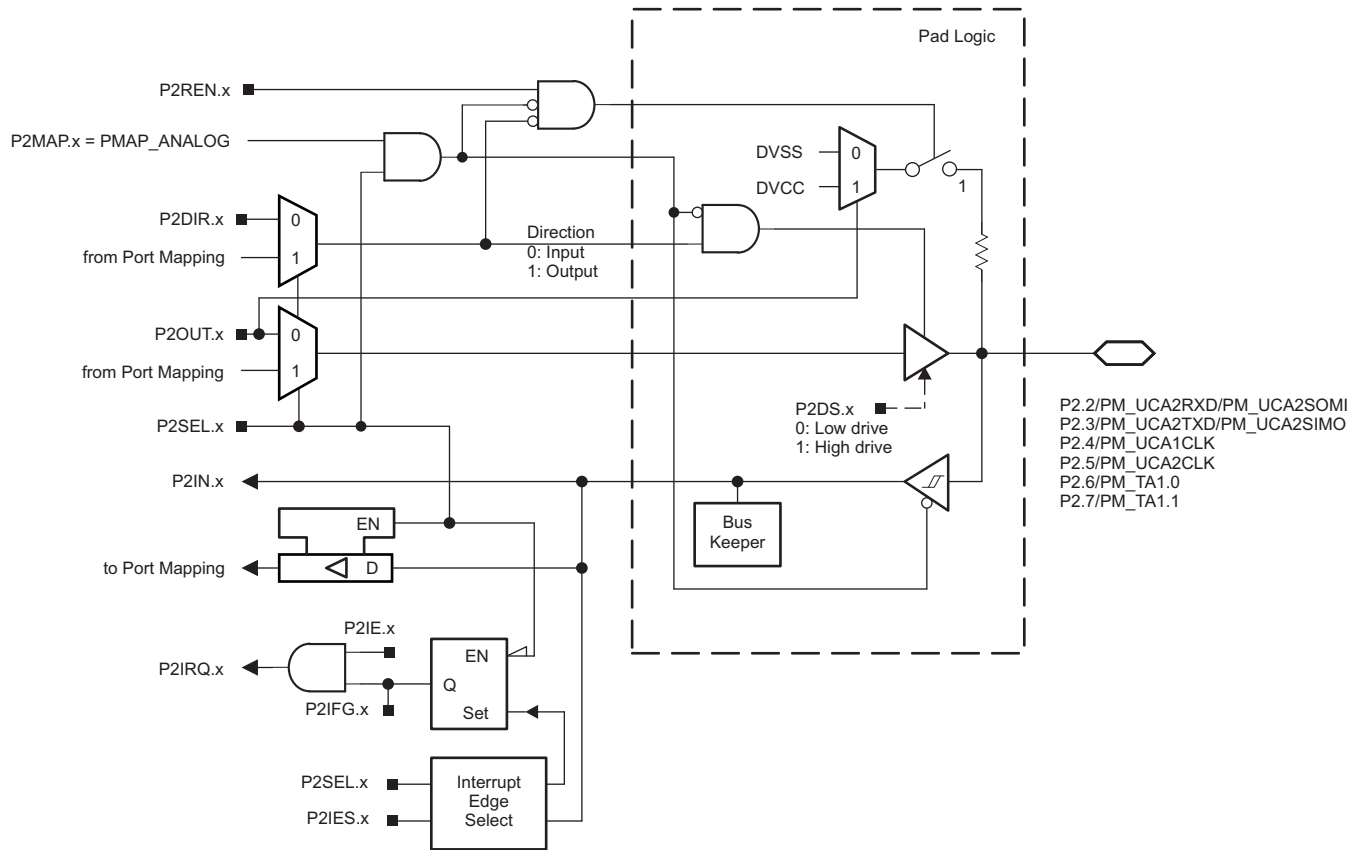 Pad Logic
P2REN.x
P2MAP.x = PMAP_ANALOG
DVSS
0
DVCC
1
1
P2DIR.x
0
from Port Mapping
1
Direction
0: Input
1: Output
P2OUT.x
0
from Port Mapping
1
P2DS.x
0: Low drive
1: High drive
P2SEL.x
P2.2/PM_UCA2RXD/PM_UCA2SOMI
P2.3/PM_UCA2TXD/PM_UCA2SIMO
P2.4/PM_UCA1CLK
P2.5/PM_UCA2CLK
P2.6/PM_TA1.0
P2.7/PM_TA1.1
P2IN.x
Bus
Keeper
EN
to Port Mapping
D
P2IE.x
P2IRQ.x
EN
Q
P2IFG.x
Set
P2SEL.x
P2IES.x
Interrupt
Edge
Select